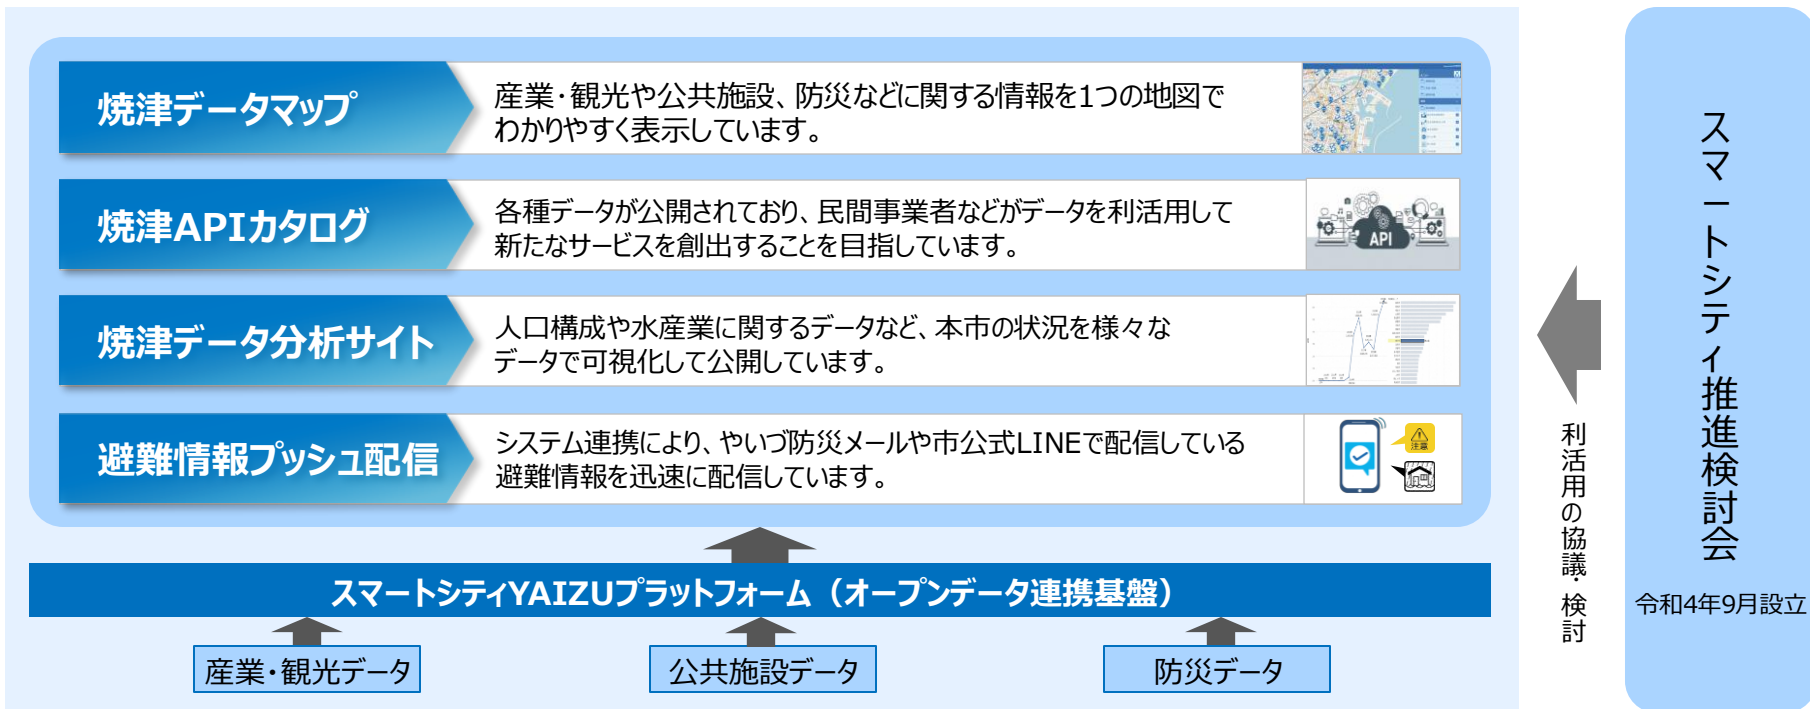 焼津データマップ
産業・観光や公共施設、防災などに関する情報を1つの地図で
わかりやすく表示しています。
焼津APIカタログ
各種データが公開されており、民間事業者などがデータを利活用して
新たなサービスを創出することを目指しています。
API
焼津データ分析サイト
人口構成や水産業に関するデータなど、本市の状況を様々な
データで可視化して公開しています。
避難情報プッシュ配信
システム連携により、やいづ防災メールや市公式LINEで配信している
避難情報を迅速に配信しています。
注意
スマートシティYAIZUプラットフォーム（オープンデータ連携基盤）
産業・観光データ
公共施設データ
防災データ
利活用の協議・検討
スマートシティ推進検討会
令和4年9月設立